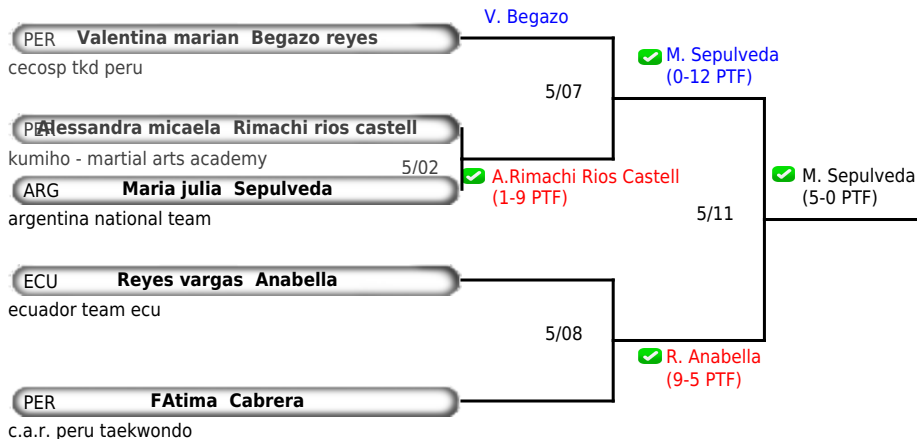 V. Begazo
PER Valentina marian Begazo reyes
cecosp tkd peru
M. Sepulveda
(0-12 PTF)
5/07
PER Alessandra micaela Rimachi rios castell
kumiho - martial arts academy
5/02
A.Rimachi Rios Castell
(1-9 PTF)
ARG Maria julia Sepulveda
argentina national team
M. Sepulveda
(5-0 PTF)
5/11
ECU Reyes vargas Anabella
ecuador team ecu
5/08
R. Anabella
(9-5 PTF)
PER FAtima Cabrera
c.a.r. peru taekwondo